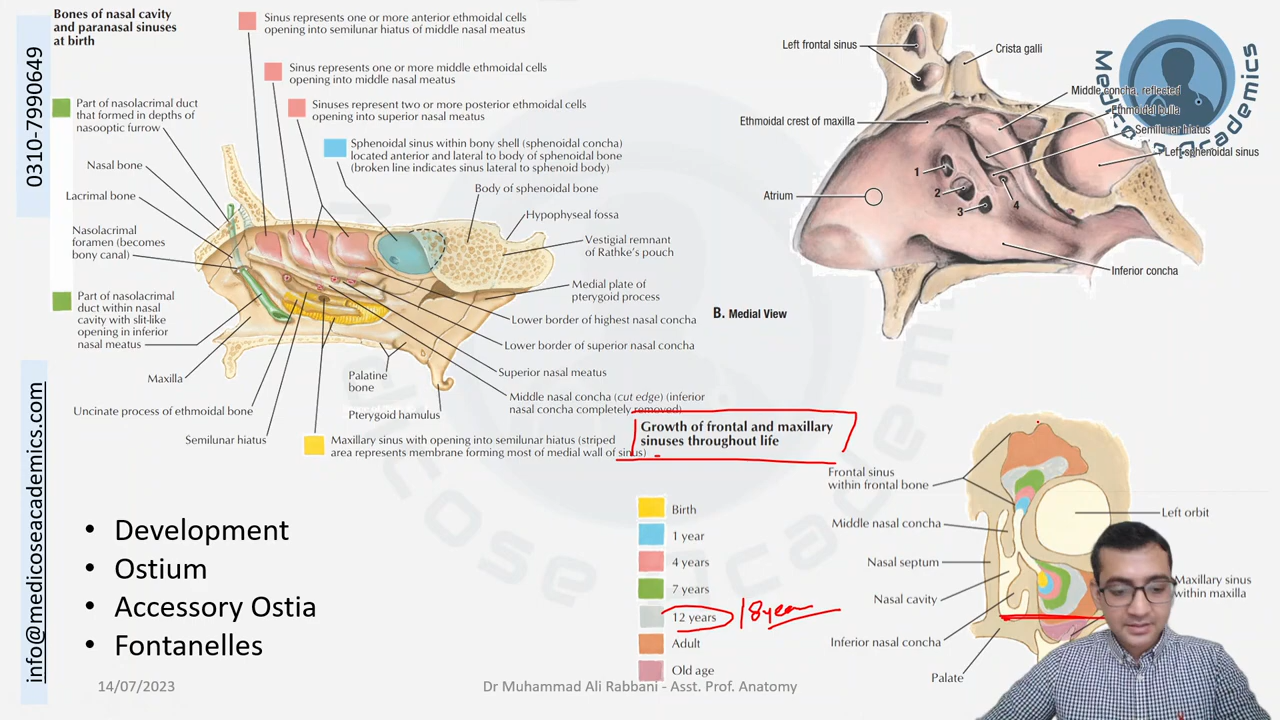 Bones of nasal cavity
and paranasal sinuses
at birth
Sinus represents one or more anterior ethmoidal cells
opening into semilunar hiatus of middle nasal meatus
Sinus represents one or more middle ethmoidal cells
opening into middle nasal meatus
Sinuses represent two or more posterior ethmoidal cells
opening into superior nasal meatus
Sphenoidal sinus within bony shell (sphenoidal concha)
located anterior and lateral to body of sphenoidal bone
(broken line indicates sinus lateral to sphenoid body)
Part of nasolacrimal duct
that formed in depths of
nasooptic furrow
Nasal bone
Lacrimal bone
Nasolacrimal
foramen (becomes
bony canal)
Part of nasolacrimal
duct within nasal
cavity with slit-like
opening in inferior
nasal meatus
Maxilla
Uncinate process of ethmoidal bone
Semilunar hiatus
Body of sphenoidal bone
Hypophyseal fossa
Vestigial remnant
of Rathke's pouch
Medial plate of
pterygoid process
Lower border of highest nasal concha
Lower border of superior nasal concha
Superior nasal meatus
Middle nasal concha (cut edge) (inferior
nasal concha completely removed)
Palatine
bone
Pterygoid hamulus
Maxillary sinus with opening into semilunar hiatus (striped
area represents membrane forming most of medial wall of sinus)
Left frontal sinus
Crista galli
Middle concha, reflected
Ethmoidal bulla
Semilunar hiatus
Left sphenoidal sinus
Ethmoidal crest of maxilla
Atrium
1
2
3
4
Inferior concha
B. Medial View
Medicose Academics
Growth of frontal and maxillary
sinuses throughout life
Birth
1 year
4 years
7 years
12 years
18 year
Adult
Old age
Frontal sinus
within frontal bone
Middle nasal concha
Nasal septum
Nasal cavity
Inferior nasal concha
Palate
Left orbit
Maxillary sinus
within maxilla
• Development
• Ostium
• Accessory Ostia
• Fontanelles
14/07/2023
Dr Muhammad Ali Rabbani - Asst. Prof. Anatomy
0310-7990649
info@medicoseacademics.com